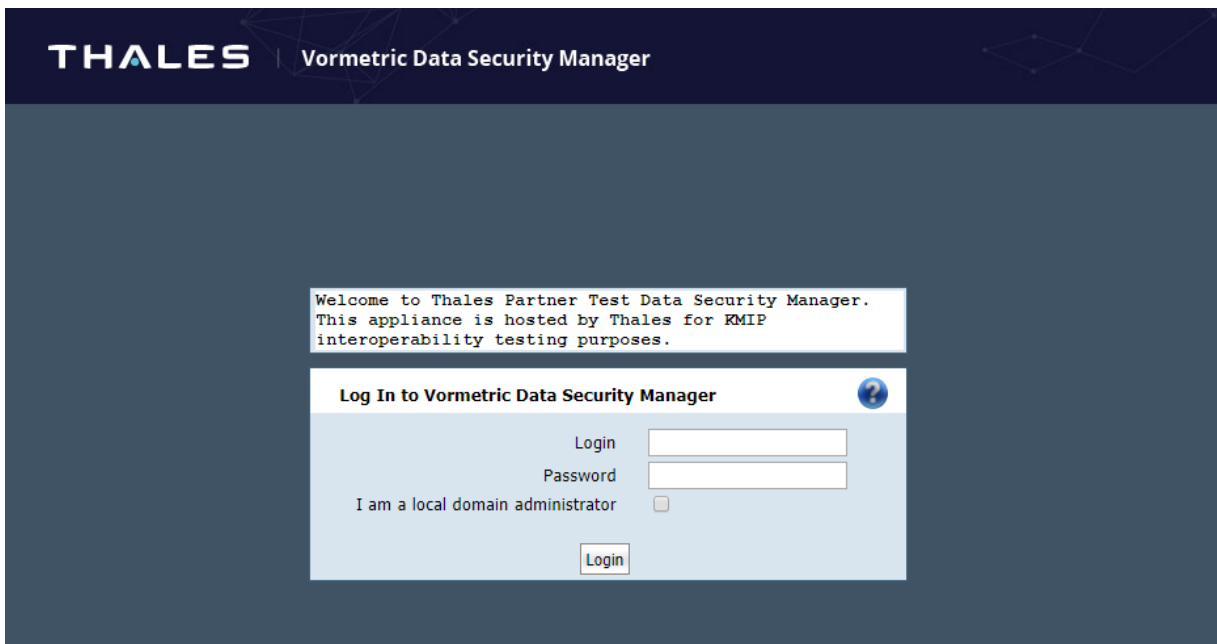 THALES | Vormetric Data Security Manager
Welcome to Thales Partner Test Data Security Manager.
This appliance is hosted by Thales for KMIP
interoperability testing purposes.
Log In to Vormetric Data Security Manager ?
Login
Password
I am a local domain administrator
Login